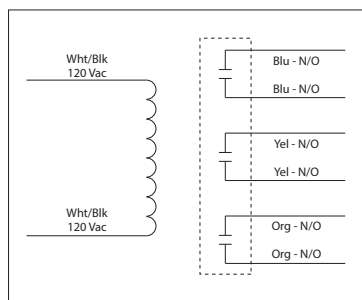 Wht/Blk
120 Vac
Wht/Blk
120 Vac
Blu - N/O
Blu - N/O
Yel - N/O
Yel - N/O
Org - N/O
Org - N/O